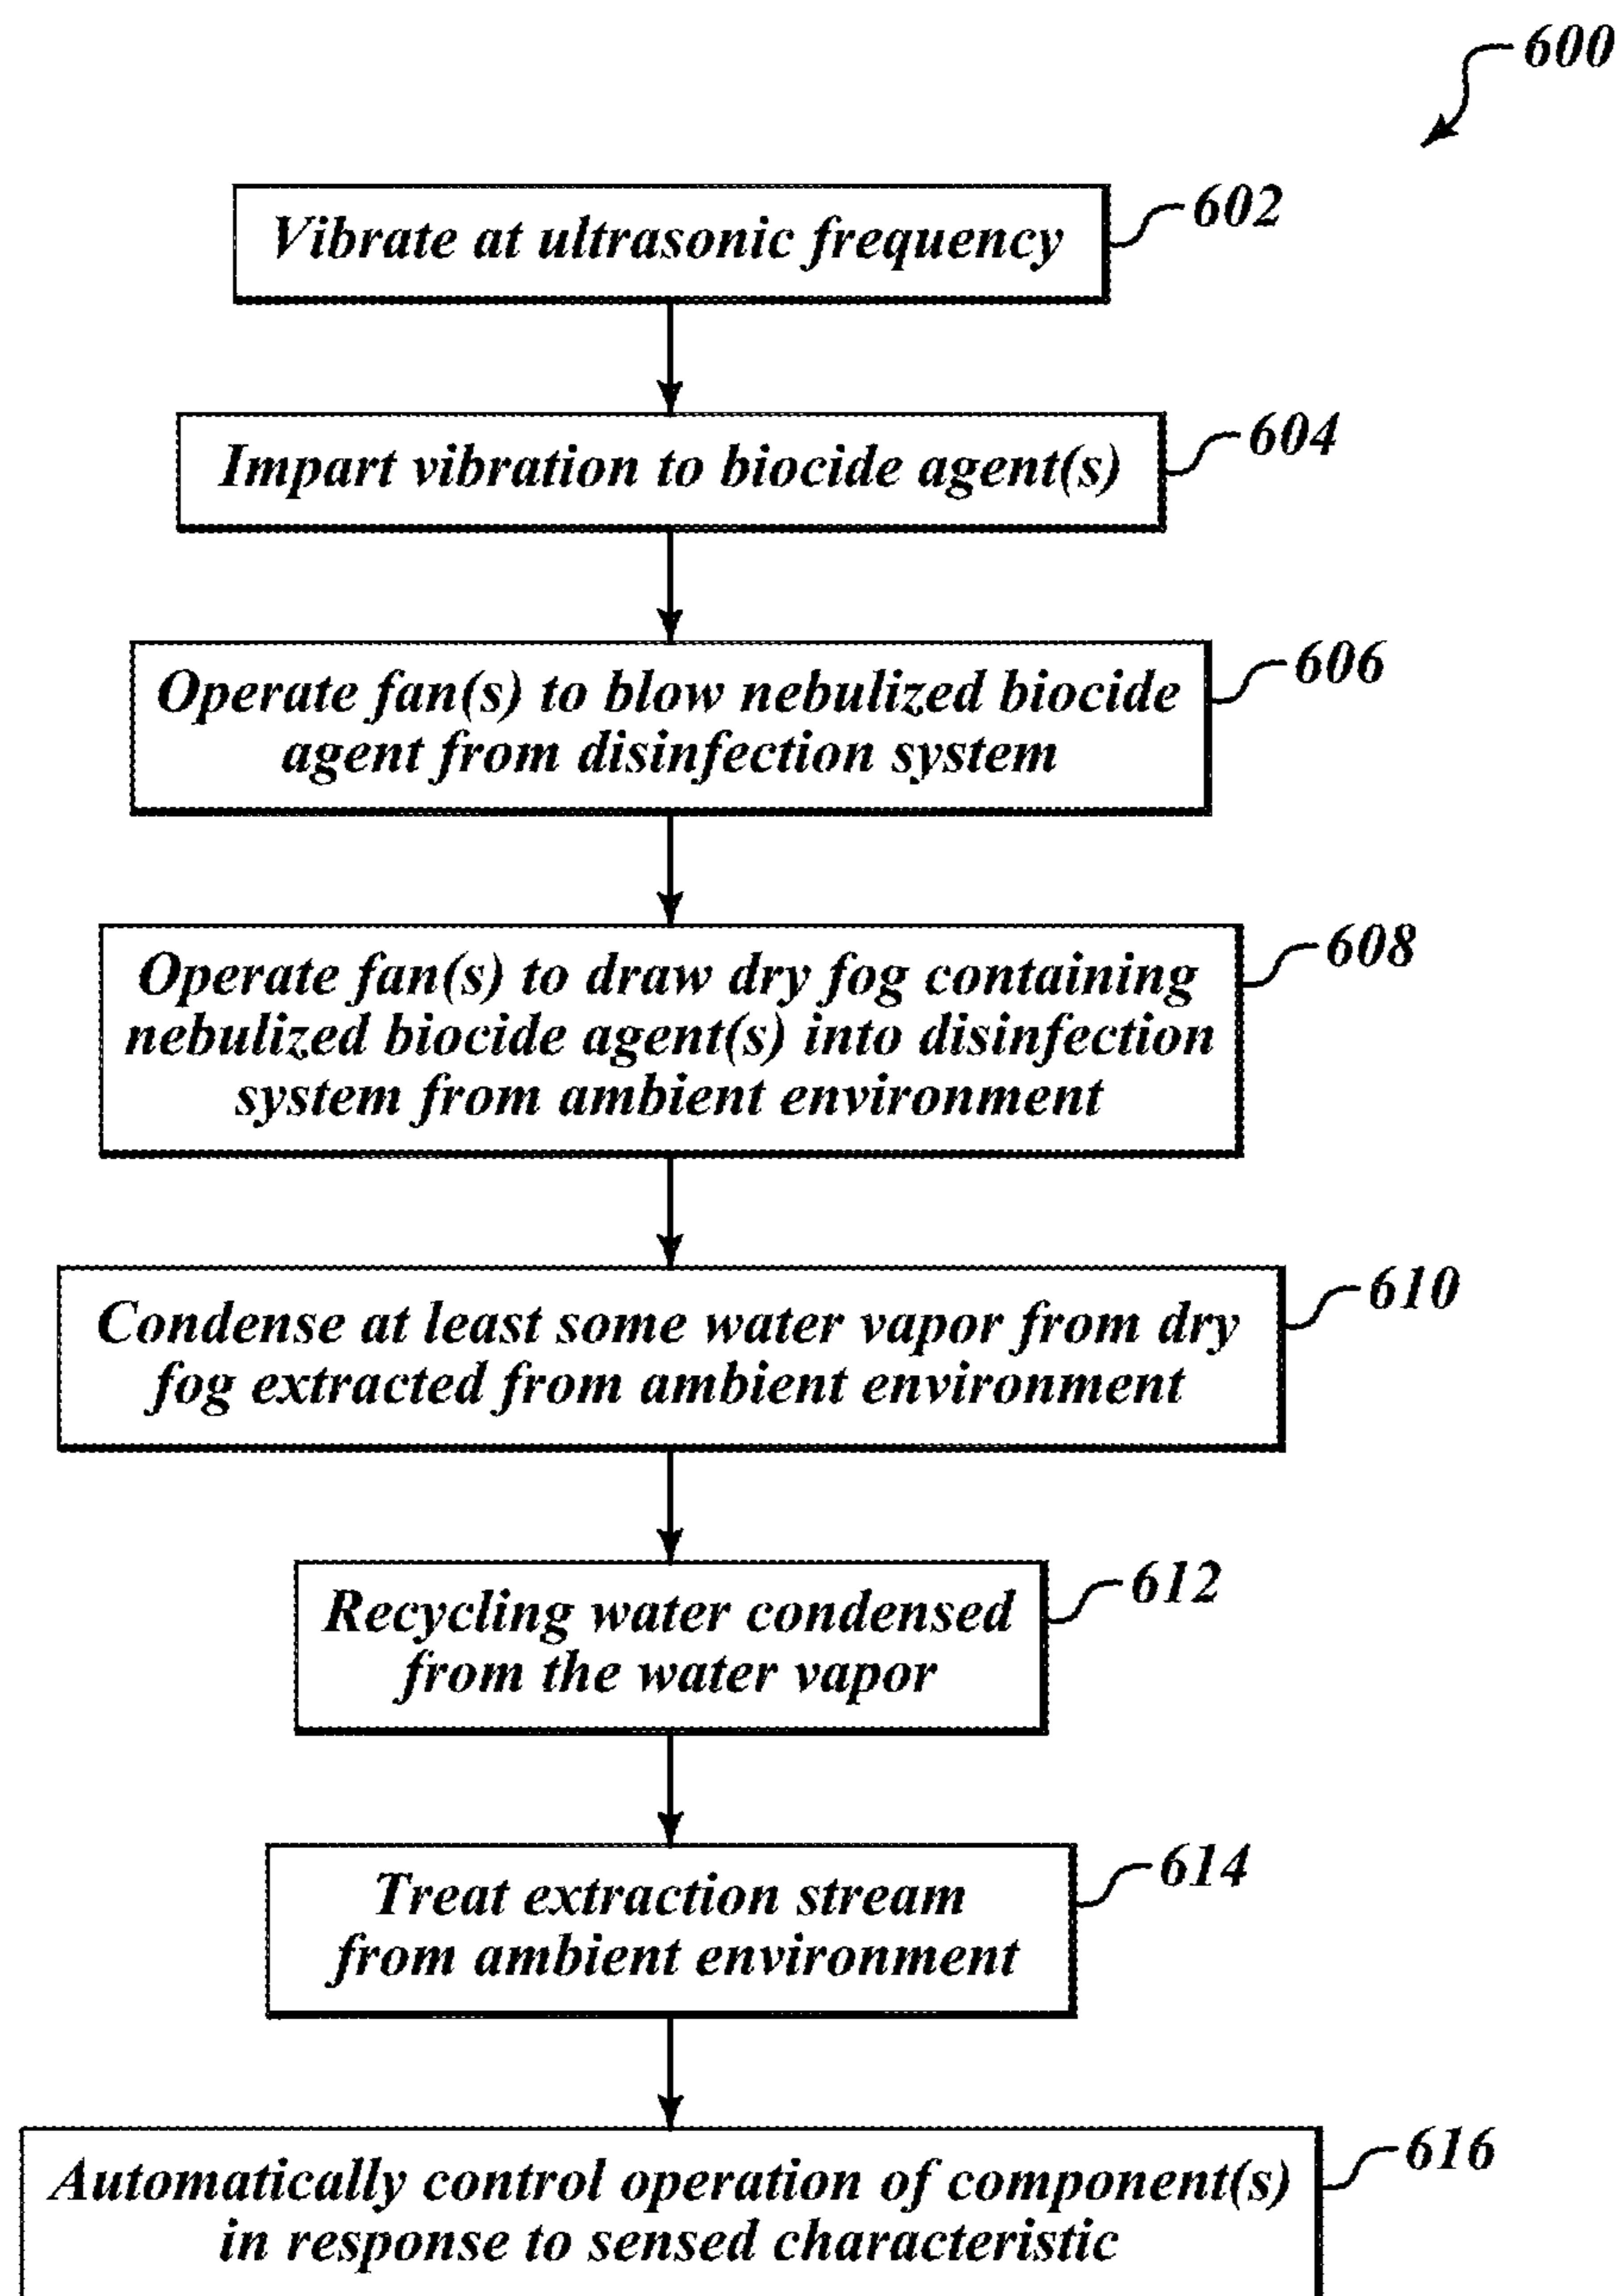 600
Vibrate at ultrasonic frequency
602
Impart vibration to biocide agent(s)
604
Operate fan(s) to blow nebulized biocide
agent from disinfection system
606
Operate fan(s) to draw dry fog containing
nebulized biocide agent(s) into disinfection
system from ambient environment
608
Condense at least some water vapor from dry
fog extracted from ambient environment
610
Recycling water condensed
from the water vapor
612
Treat extraction stream
from ambient environment
614
Automatically control operation of component(s)
in response to sensed characteristic
616